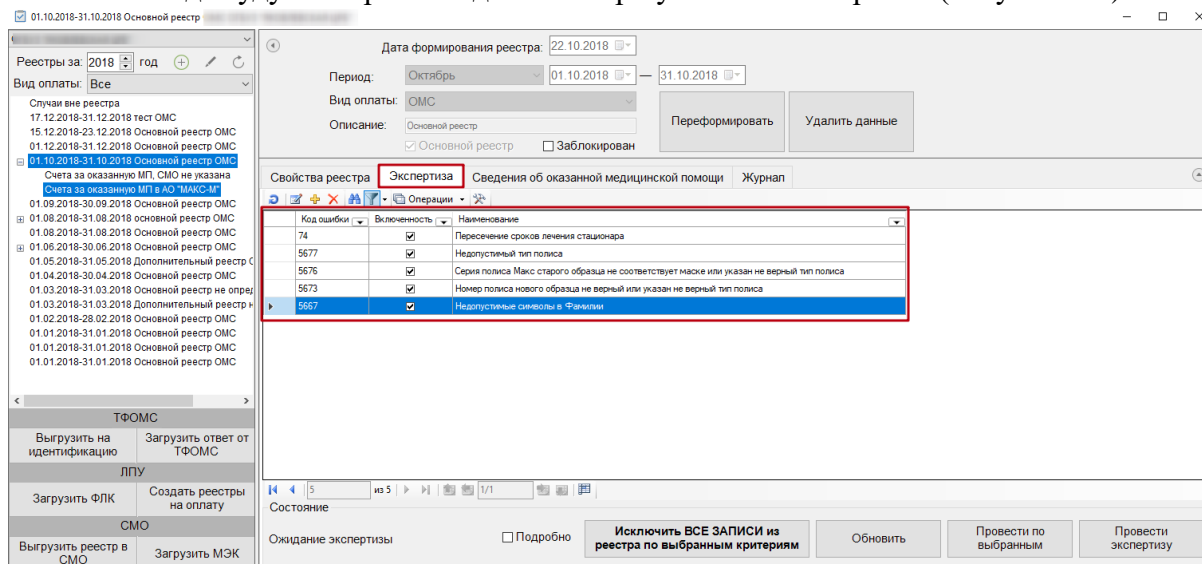 01.10.2018-31.10.2018 Основной реестр
Реестры за: 2018 год
Вид оплаты: Все
Случаи вне реестра
17.12.2018-31.12.2018 тест ОМС
15.12.2018-23.12.2018 Основной реестр ОМС
01.12.2018-31.12.2018 Основной реестр ОМС
01.10.2018-31.10.2018 Основной реестр ОМС
Счета за оказанную МП, СМО не указана
Счета за оказанную МП в АО "МАКС-М"
01.09.2018-30.09.2018 Основной реестр ОМС
01.08.2018-31.08.2018 основной реестр ОМС
01.08.2018-31.08.2018 Основной реестр ОМС
01.06.2018-30.06.2018 Основной реестр ОМС
01.05.2018-31.05.2018 Дополнительный реестр
01.04.2018-30.04.2018 Основной реестр ОМС
01.03.2018-31.03.2018 Основной реестр не опред
01.03.2018-31.03.2018 Дополнительный реестр н
01.02.2018-28.02.2018 Основной реестр ОМС
01.01.2018-31.01.2018 Основной реестр ОМС
01.01.2018-31.01.2018 Основной реестр ОМС
01.01.2018-31.01.2018 Основной реестр ОМС
ТФОМС
Выгрузить на идентификацию
Загрузить ответ от ТФОМС
ЛПУ
Загрузить ФЛК
Создать реестры на оплату
СМО
Выгрузить реестр в СМО
Загрузить МЭК
Дата формирования реестра: 22.10.2018
Период: Октябрь 01.10.2018 — 31.10.2018
Вид оплаты: ОМС
Описание: Основной реестр
Основной реестр Заблокирован
Переформировать
Удалить данные
Свойства реестра Экспертиза Сведения об оказанной медицинской помощи Журнал
Операции
Код ошибки Включенность Наименование
74 Пересечение сроков лечения стационара
5677 Недопустимый тип полиса
5676 Серия полиса Макс старого образца не соответствует маске или указан не верный тип полиса
5673 Номер полиса нового образца не верный или указан не верный тип полиса
5667 Недопустимые символы в Фамилии
5 из 5 1/1
Состояние
Ожидание экспертизы
Подробно
Исключить ВСЕ ЗАПИСИ из
реестра по выбранным критериям
Обновить
Провести по выбранным
Провести экспертизу